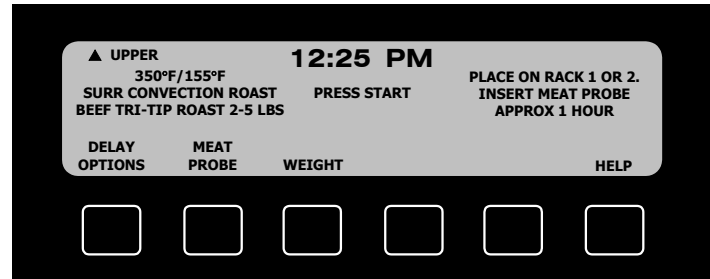 ▲ UPPER
12:25 PM
350°F/155°F
SURR CONVECTION ROAST
BEEF TRI-TIP ROAST 2-5 LBS
PRESS START
PLACE ON RACK 1 OR 2.
INSERT MEAT PROBE
APPROX 1 HOUR
DELAY
OPTIONS
MEAT
PROBE
WEIGHT
HELP